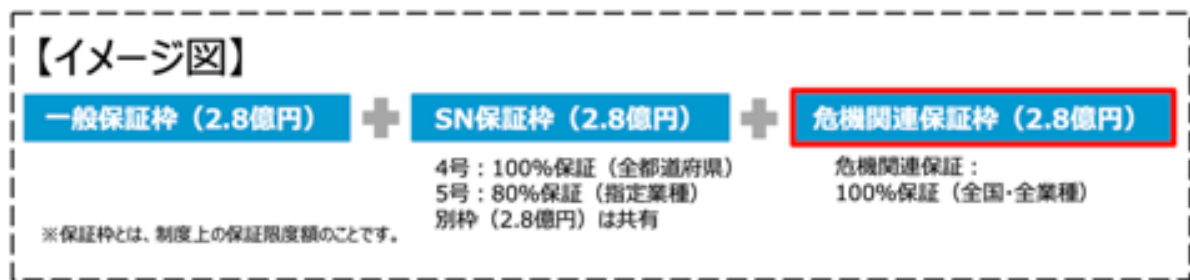 【イメージ図】
一般保証枠（2.8億円）
SN保証枠（2.8億円）
危機関連保証枠（2.8億円）
4号：100%保証（全都道府県）
5号：80%保証（指定業種）
別枠（2.8億円）は共有
危機関連保証：
100%保証（全国・全業種）
※保証枠とは、制度上の保証限度額のことです。